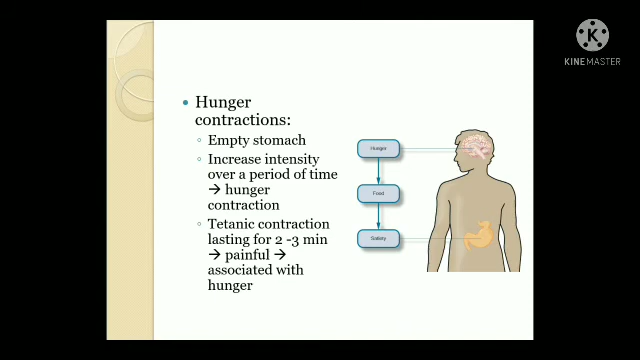 K
KINEMASTER
• Hunger
contractions:
◦ Empty stomach
◦ Increase intensity
over a period of time
→ hunger
contraction
◦ Tetanic contraction
lasting for 2 -3 min
→ painful →
associated with
hunger
Hunger
Food
Satiety